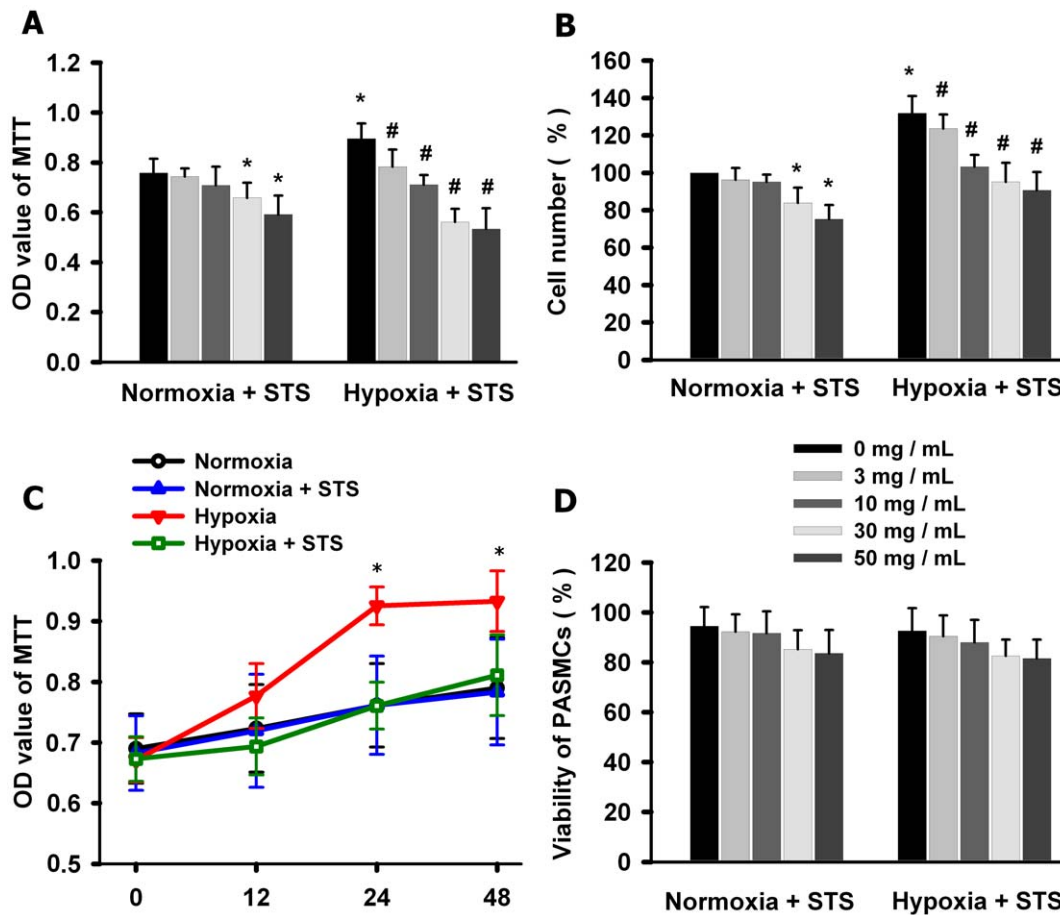 A
OD value of MTT
1.2
1.0
0.8
0.6
0.4
0.2
0.0
*
*
*
#
#
#
#
Normoxia + STS
Hypoxia + STS
B
Cell number ( %)
160
140
120
100
80
60
40
20
0
*
*
*
#
#
#
#
Normoxia + STS
Hypoxia + STS
C
Normoxia
Normoxia + STS
Hypoxia
Hypoxia + STS
OD value of MTT
1.0
0.9
0.8
0.7
0.6
0.5
*
*
0
12
24
48
D
0 mg / mL
3 mg / mL
10 mg / mL
30 mg / mL
50 mg / mL
Viability of PASMCs ( % )
120
100
80
60
40
20
0
Normoxia + STS
Hypoxia + STS